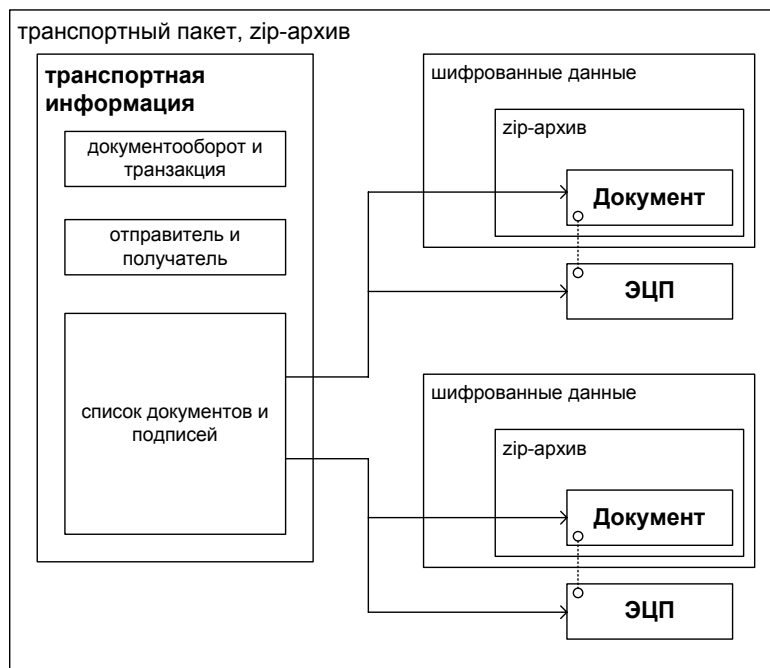 транспортный пакет, zip-архив
транспортная
информация
документооборот и
транзакция
отправитель и
получатель
список документов и
подписей
шифрованные данные
zip-архив
Документ
ЭЦП
шифрованные данные
zip-архив
Документ
ЭЦП